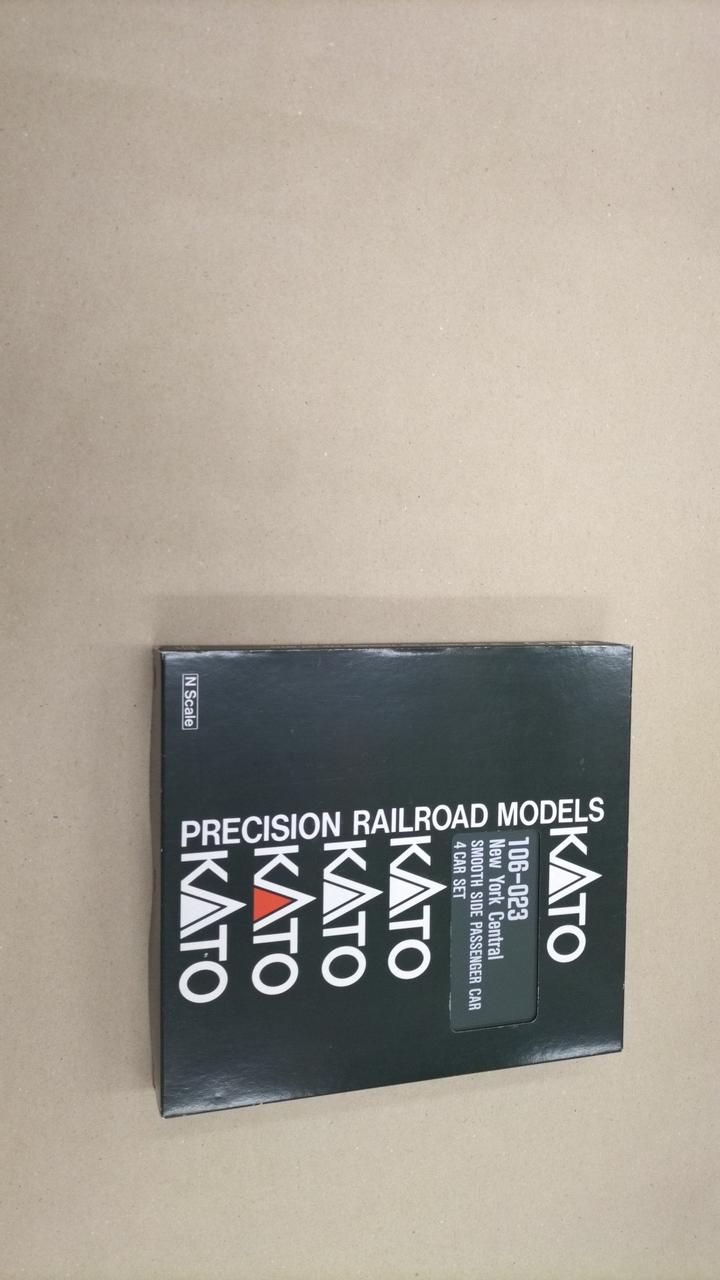 KATO
106-023
New York Central
SMOOTH SIDE PASSENGER CAR
4 CAR SET
KATO
KATO
KATO
KATO
PRECISION RAILROAD MODELS
N Scale